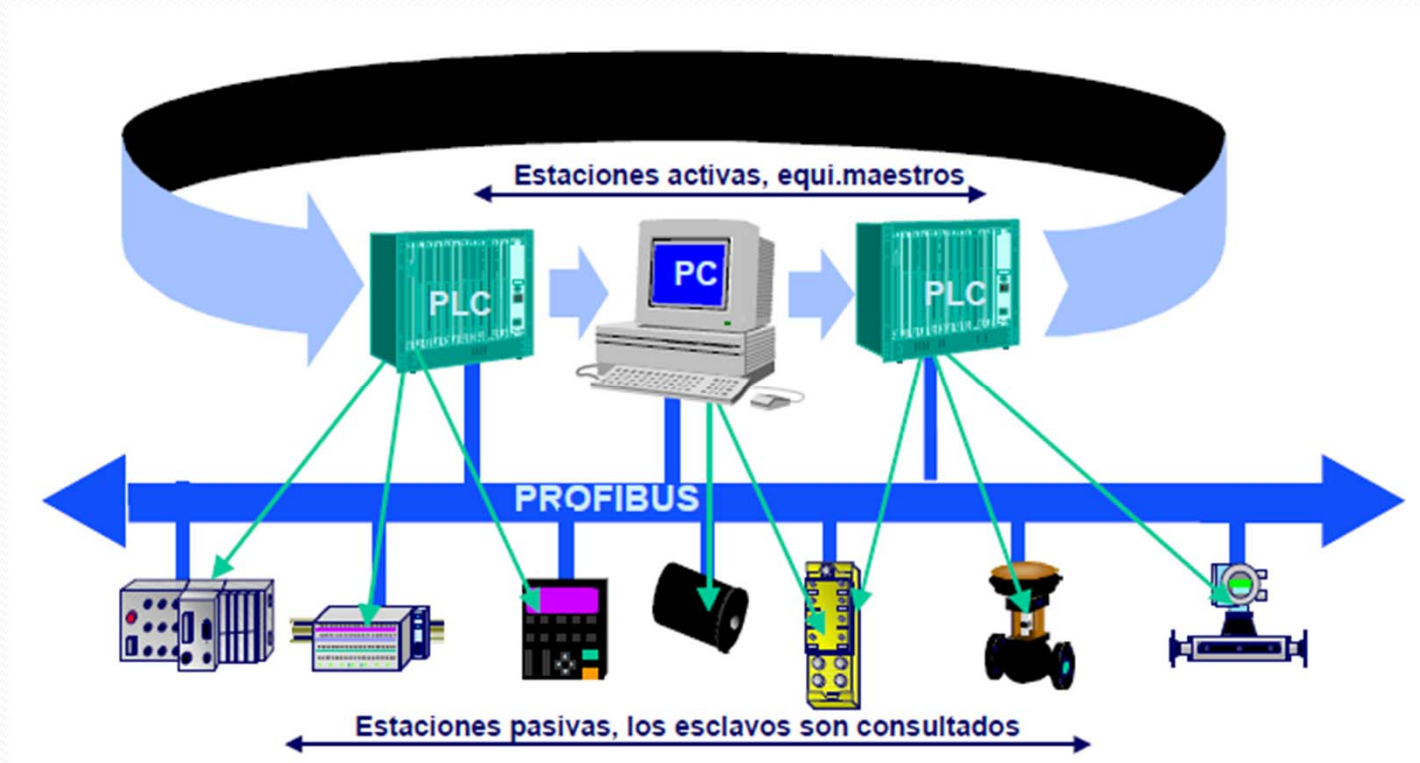 Estaciones activas, equi.maestros
PLC
PC
PLC
PROFIBUS
Estaciones pasivas, los esclavos son consultados